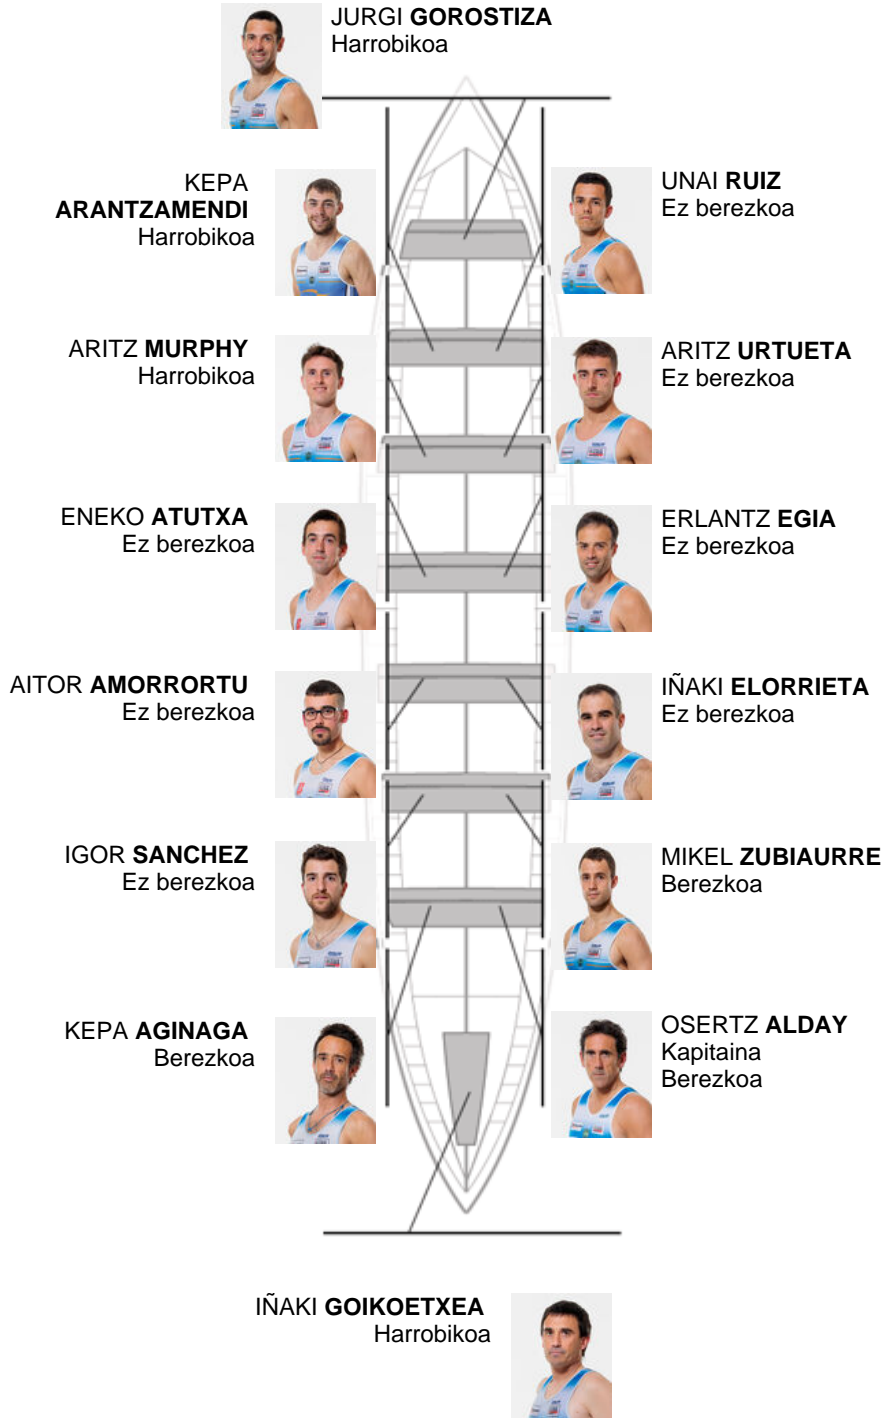 JURGI GOROSTIZA
Harrobikoa
KEPA
ARANTZAMENDI
Harrobikoa
UNAI RUIZ
Ez berezkoa
ARITZ MURPHY
Harrobikoa
ARITZ URTUETA
Ez berezkoa
ENEKO ATUTXA
Ez berezkoa
ERLANTZ EGIA
Ez berezkoa
AITOR AMORRORTU
Ez berezkoa
IÑAKI ELORRIETA
Ez berezkoa
IGOR SANCHEZ
Ez berezkoa
MIKEL ZUBIAURRE
Berezkoa
KEPA AGINAGA
Berezkoa
OSERTZ ALDAY
Kapitaina
Berezkoa
IÑAKI GOIKOETXEA
Harrobikoa